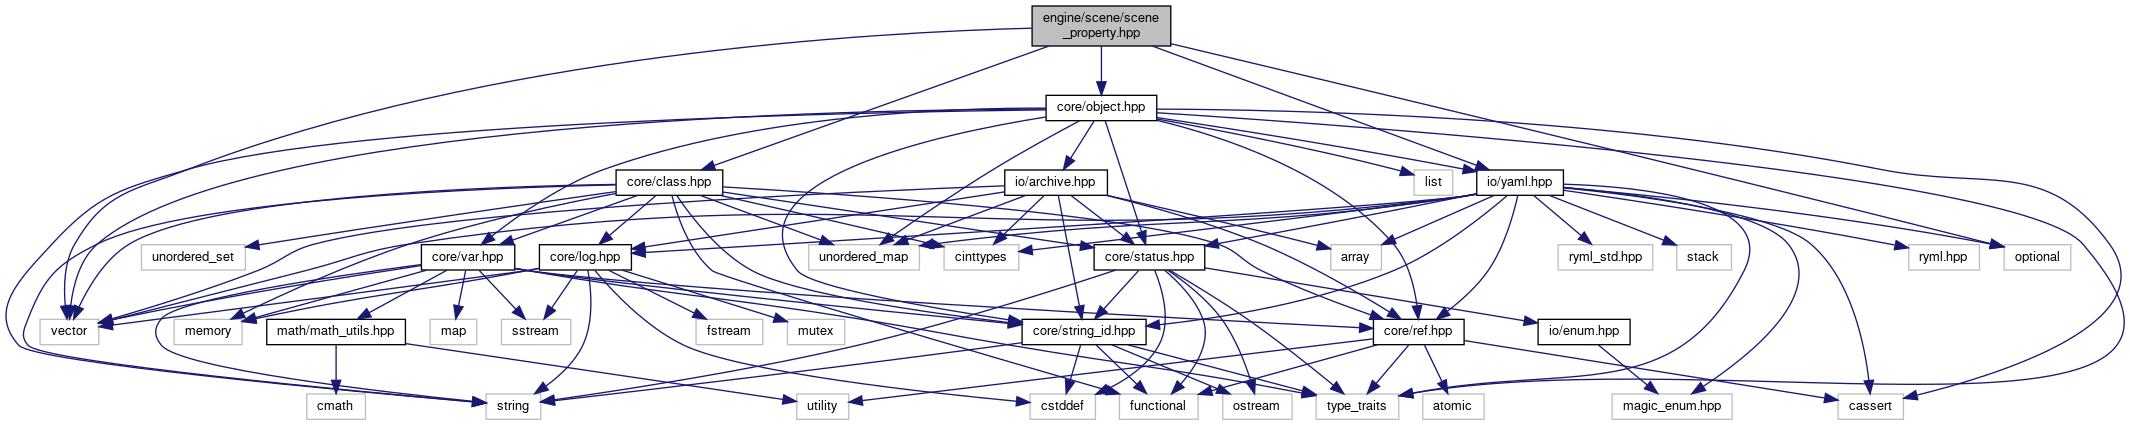 engine/scene/scene
_property.hpp
core/object.hpp
core/class.hpp
io/archive.hpp
list
io/yaml.hpp
unordered_set
core/var.hpp
core/log.hpp
unordered_map
cinttypes
core/status.hpp
array
ryml_std.hpp
stack
ryml.hpp
optional
vector
memory
math/math_utils.hpp
map
sstream
fstream
mutex
core/string_id.hpp
core/ref.hpp
io/enum.hpp
cmath
string
utility
cstddef
functional
ostream
type_traits
atomic
magic_enum.hpp
cassert